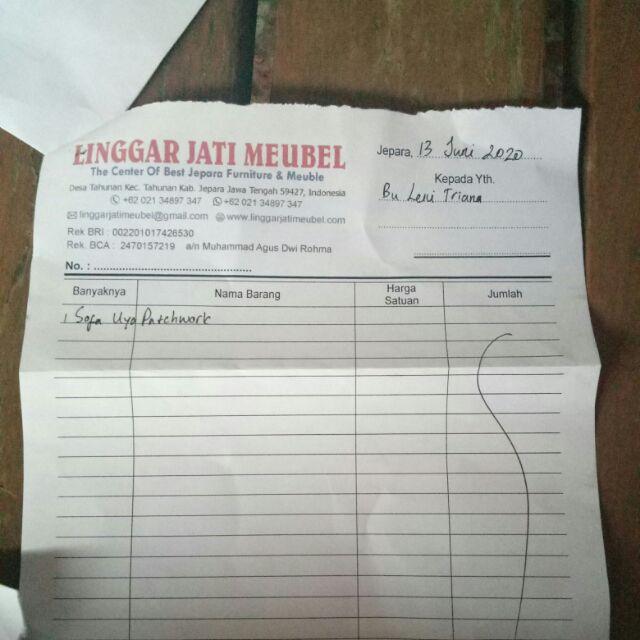 LINGGAR JATI MEUBEL
The Center Of Best Jepara Furniture & Meuble
Desa Tahunan Kec. Tahunan Kab. Jepara Jawa Tengah 59427, Indonesia
+62 021 34897 347 +62 021 34897 347
linggarjatimeubel@gmail.com @www.linggarjatimeubel.com
Rek BRI : 002201017426530
Rek. BCA : 2470157219 a/n Muhammad Agus Dwi Rohma
No. :
Jepara, 13 Juni 2020
Kepada Yth.
Bu Leni Triana
Banyaknya Nama Barang Harga Satuan Jumlah
1 Sofa Uya Patchwork